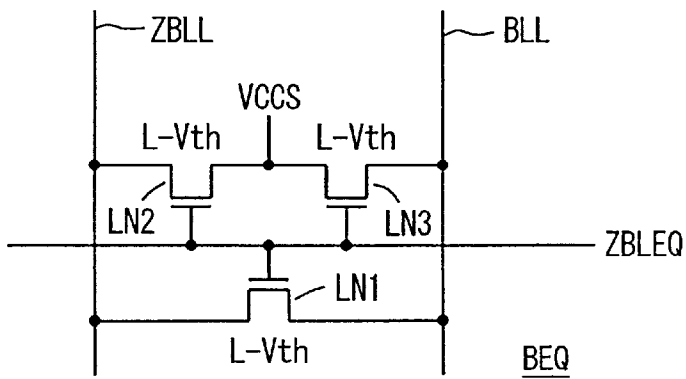 ZBLL
BLL
VCCS
L-Vth
L-Vth
LN2
LN3
ZBLEQ
LN1
L-Vth
BEQ